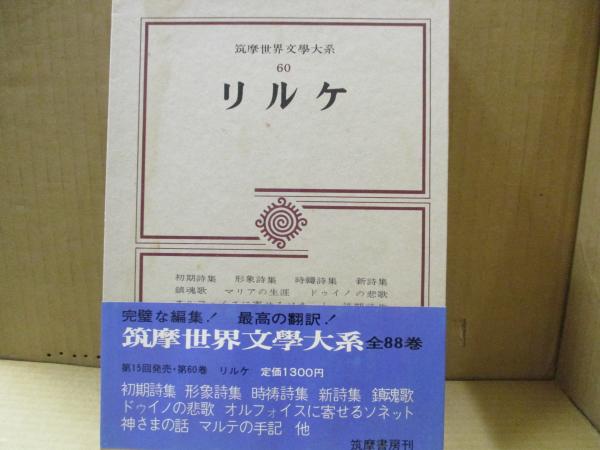 筑摩世界文學大系
60
リルケ
初期詩集 形象詩集 時禱詩集 新詩集
鎮魂歌 マリアの生涯 ドゥイノの悲歌
完璧な編集! 最高の翻訳!
筑摩世界文學大系全88巻
第15回発売・第60巻 リルケ 定価1300円
初期詩集 形象詩集 時祷詩集 新詩集 鎮魂歌
ドゥイノの悲歌 オルフォイスに寄せるソネット
神さまの話 マルテの手記 他
筑摩書房刊